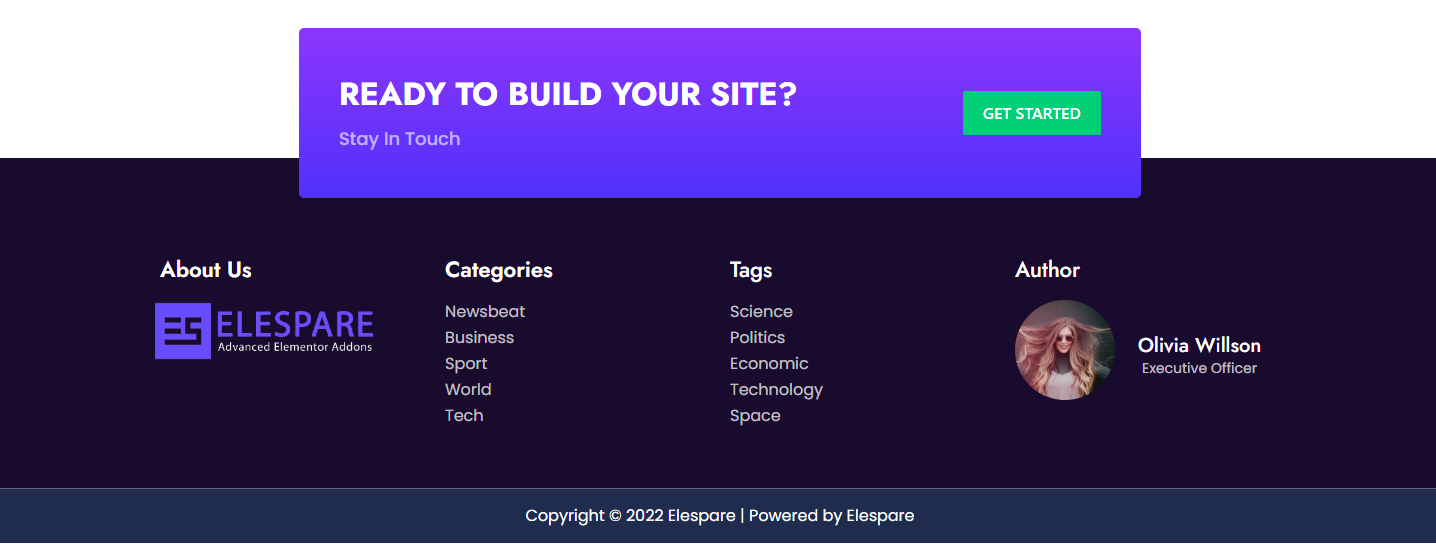 READY TO BUILD YOUR SITE?
Stay In Touch
GET STARTED
About Us
ES ELESPARE
Advanced Elementor Addons
Categories
Newsbeat
Business
Sport
World
Tech
Tags
Science
Politics
Economic
Technology
Space
Author
Olivia Willson
Executive Officer
Copyright © 2022 Elespare | Powered by Elespare